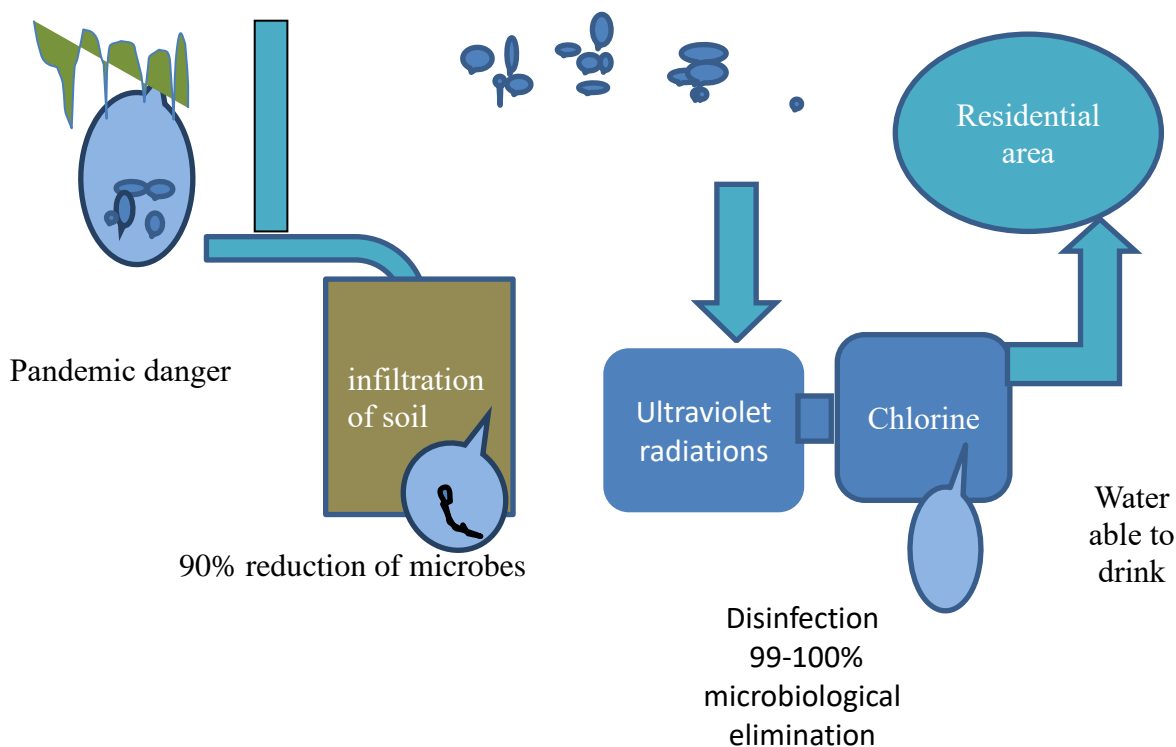 Residential
area
Pandemic danger
infiltration
of soil
Ultraviolet
radiations
Chlorine
Water
able to
drink
90% reduction of microbes
Disinfection
99-100%
microbiological
elimination